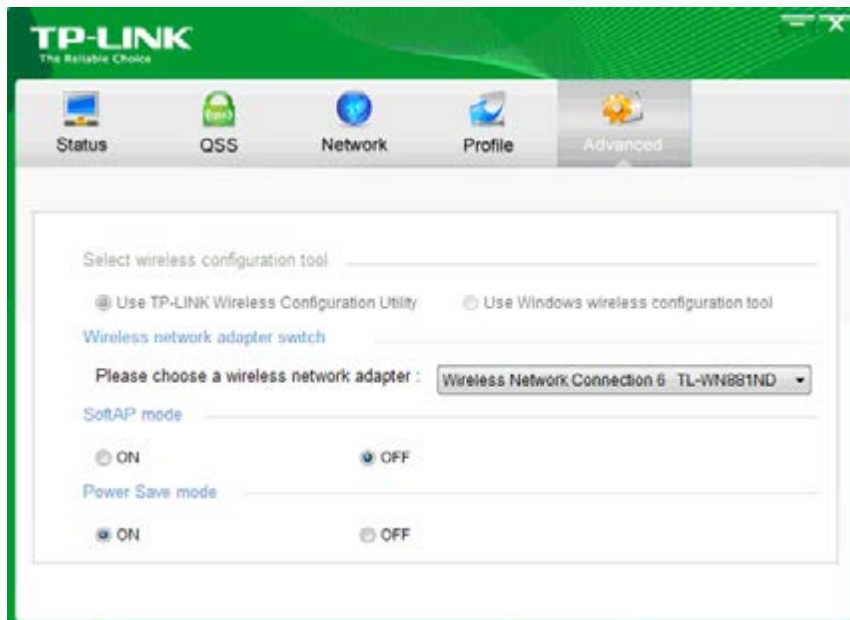 TP-LINK
The Reliable Choice
Status QSS Network Profile Advanced
Select wireless configuration tool
Use TP-LINK Wireless Configuration Utility Use Windows wireless configuration tool
Wireless network adapter switch
Please choose a wireless network adapter : Wireless Network Connection 6 TL-WN881ND
SoftAP mode
ON OFF
Power Save mode
ON OFF